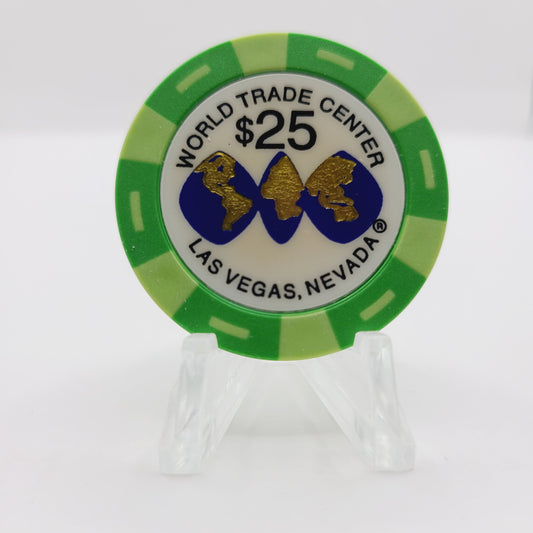 WORLD TRADE CENTER
$25
LAS VEGAS, NEVADA®